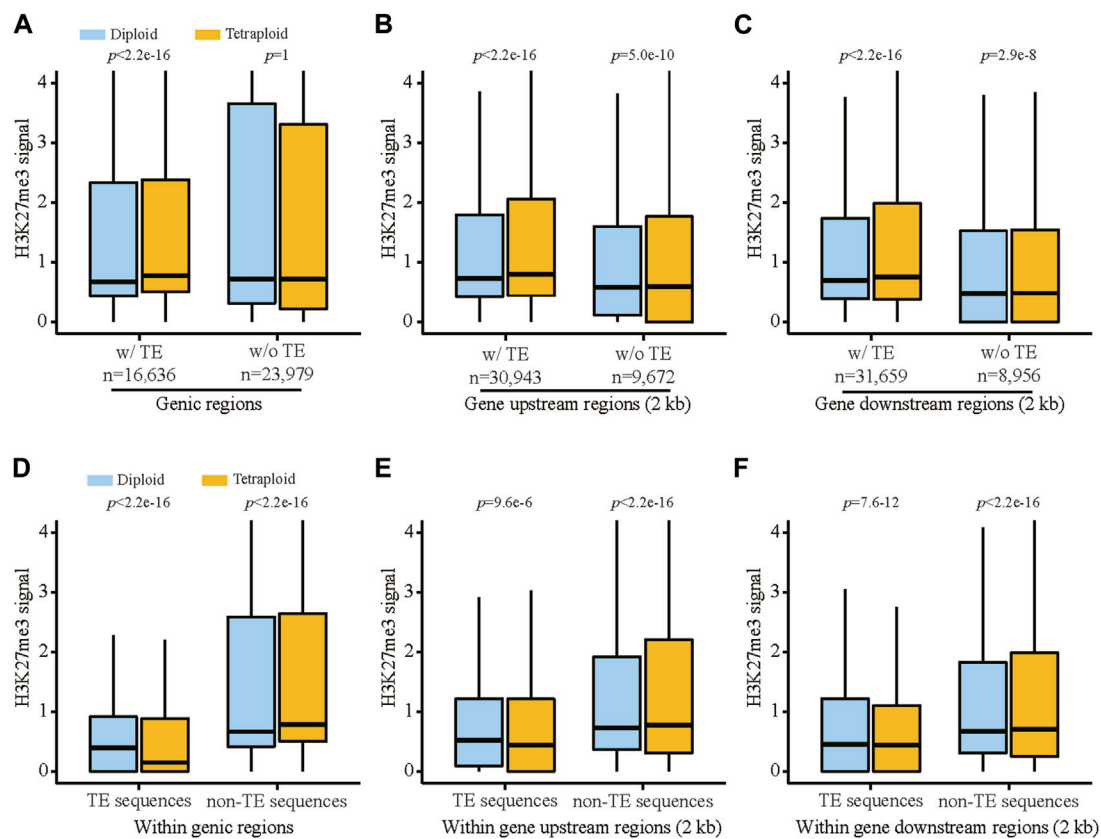 A
Diploid
Tetraploid
p<2.2e-16
p=1
H3K27me3 signal
4
3
2
1
0
w/ TE
w/o TE
n=16,636
n=23,979
Genic regions
B
p<2.2e-16
p=5.0e-10
H3K27me3 signal
4
3
2
1
0
w/ TE
w/o TE
n=30,943
n=9,672
Gene upstream regions (2 kb)
C
p<2.2e-16
p=2.9e-8
H3K27me3 signal
4
3
2
1
0
w/ TE
w/o TE
n=31,659
n=8,956
Gene downstream regions (2 kb)
D
Diploid
Tetraploid
p<2.2e-16
p<2.2e-16
H3K27me3 signal
4
3
2
1
0
TE sequences
non-TE sequences
Within genic regions
E
p=9.6e-6
p<2.2e-16
H3K27me3 signal
4
3
2
1
0
TE sequences
non-TE sequences
Within gene upstream regions (2 kb)
F
p=7.6-12
p<2.2e-16
H3K27me3 signal
4
3
2
1
0
TE sequences
non-TE sequences
Within gene downstream regions (2 kb)